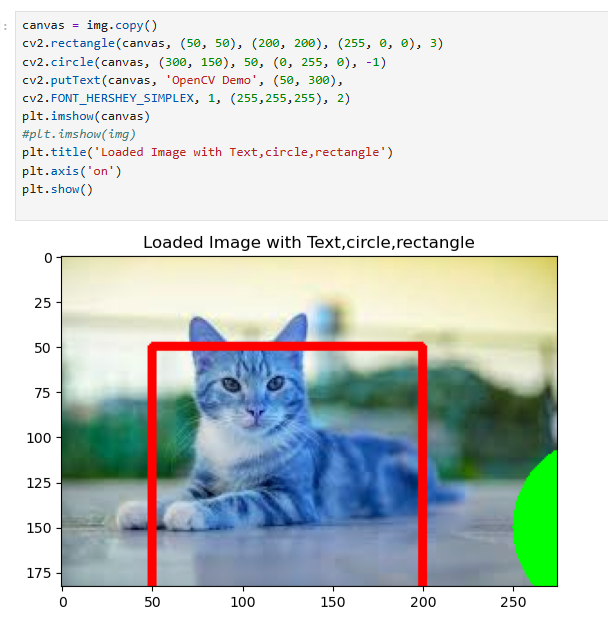 :
canvas = img.copy()
cv2.rectangle(canvas, (50, 50), (200, 200), (255, 0, 0), 3)
cv2.circle(canvas, (300, 150), 50, (0, 255, 0), -1)
cv2.putText(canvas, 'OpenCV Demo', (50, 300),
cv2.FONT_HERSHEY_SIMPLEX, 1, (255,255,255), 2)
plt.imshow(canvas)
#plt.imshow(img)
plt.title('Loaded Image with Text,circle,rectangle')
plt.axis('on')
plt.show()
Loaded Image with Text,circle,rectangle
0
25
50
75
100
125
150
175
0 50 100 150 200 250